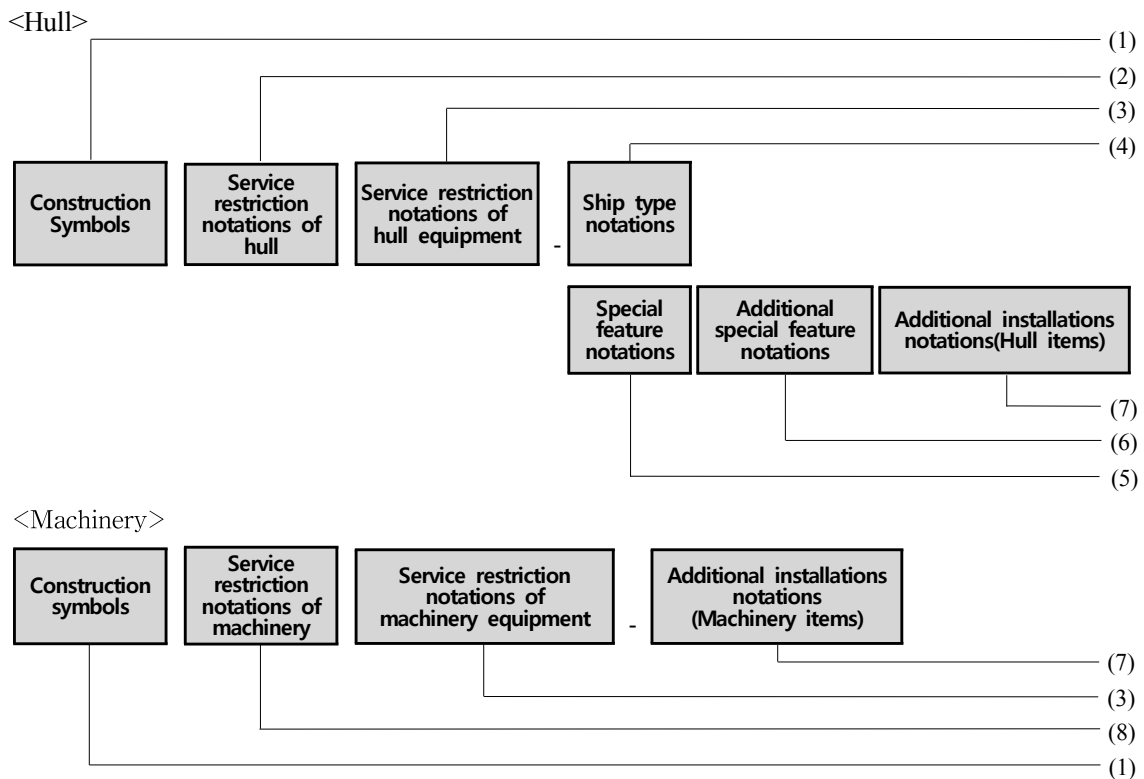 <Hull>
(1)
(2)
(3)
(4)
Construction
Symbols
Service
restriction
notations of
hull
Service restriction
notations of
hull equipment
-
Ship type
notations
Special
feature
notations
Additional
special feature
notations
Additional installations
notations(Hull items)
(7)
(6)
(5)
<Machinery>
Construction
symbols
Service
restriction
notations of
machinery
Service restriction
notations of
machinery equipment
-
Additional installations
notations
(Machinery items)
(7)
(3)
(8)
(1)